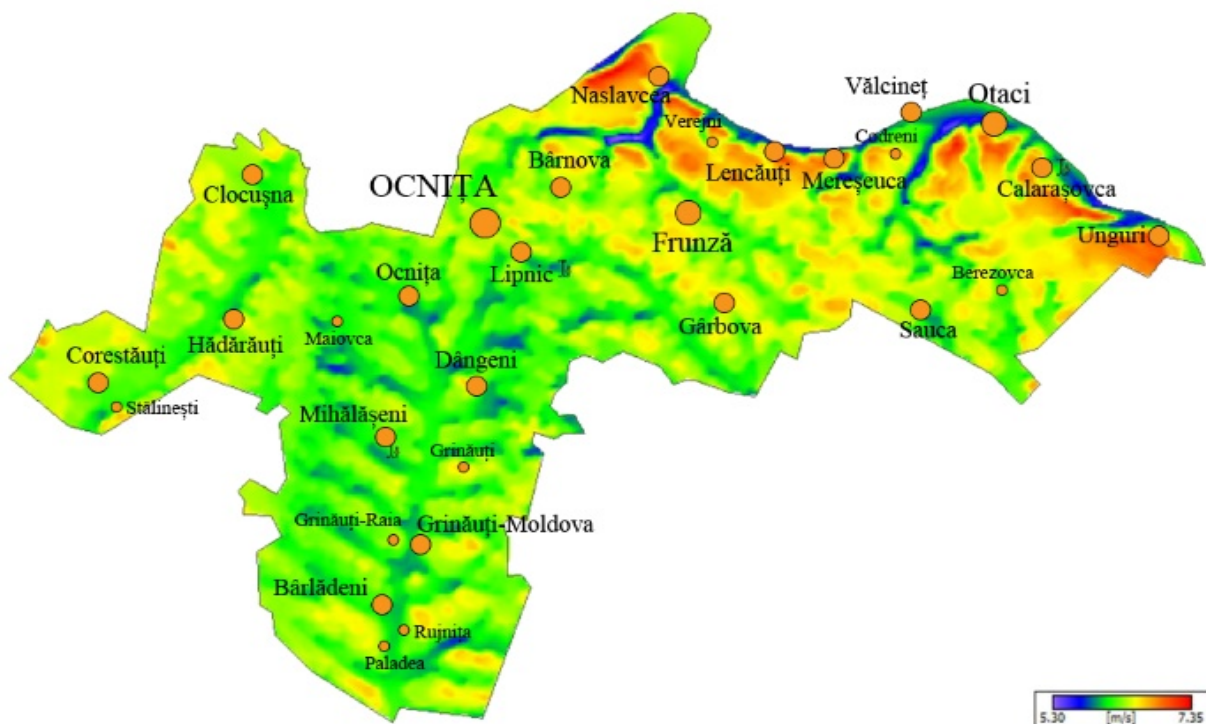 Vălcineț
Otaci
Naslavcea
Verejni
Codreni
Bârnova
Lencăuți
Mereșeuca
Calarașovca
Clocușna
OCNIȚA
Frunză
Unguri
Lipnic
Ocnița
Berezovca
Gârbova
Sauca
Hădărăuți
Maiovca
Corestăuți
Dângeni
Stălinești
Mihălășeni
Grinăuți
Grinăuți-Raia
Grinăuți-Moldova
Bârlădeni
Rujnița
Paladea
5.30 [m/s] 7.35